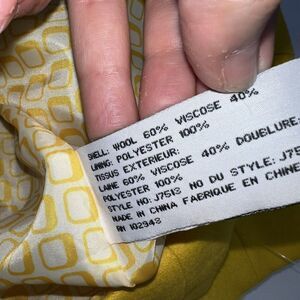 SHELL: WOOL 60% VISCOSE 40%
LINING: POLYESTER 100%
TISSUS EXTERIEUR:
LAINE 60% VISCOSE 40% DOUBLURE:
POLYESTER 100%
STYLE NO: J7513 NO DU STYLE: J75
MADE IN CHINA FABRIQUE EN CHINE
RN 102948